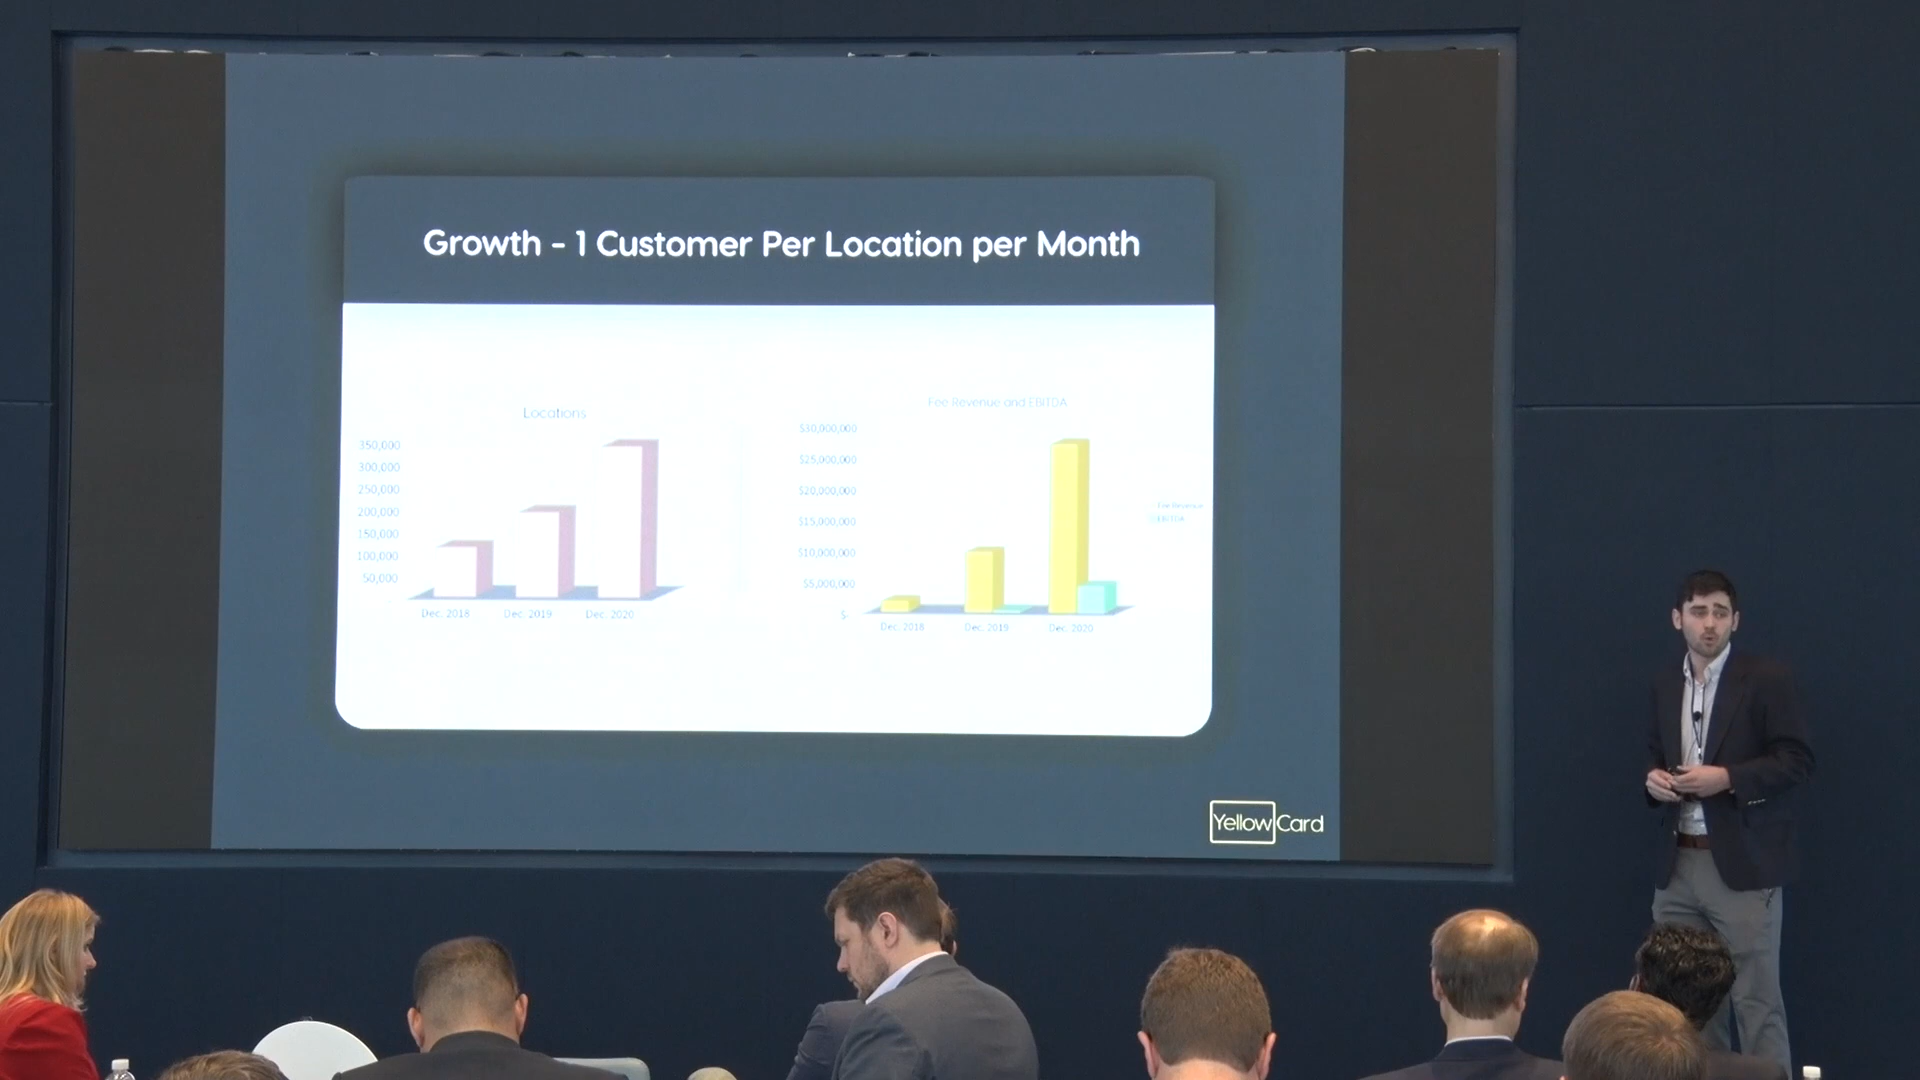 Growth - 1 Customer Per Location per Month
Locations
350,000
300,000
250,000
200,000
150,000
100,000
50,000
Dec. 2018
Dec. 2019
Dec. 2020
Fee Revenue and EBITDA
$30,000,000
$25,000,000
$20,000,000
$15,000,000
$10,000,000
$5,000,000
$-
Dec. 2018
Dec. 2019
Dec. 2020
Fee Revenue
EBITDA
YellowCard